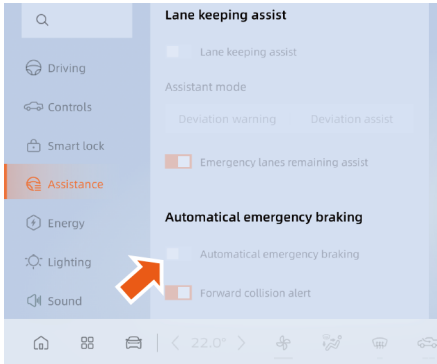 Lane keeping assist
Lane keeping assist
Driving
Assistant mode
Controls
Deviation warning Deviation assist
Smart lock
Emergency lanes remaining assist
Assistance
Automatical emergency braking
Energy
Automatical emergency braking
Lighting
Forward collision alert
Sound
22.0°